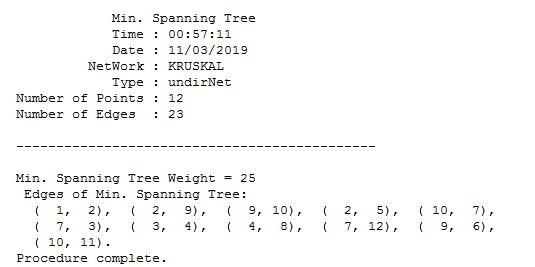 Min. Spanning Tree
Time : 00:57:11
Date : 11/03/2019
NetWork : KRUSKAL
Type : undirNet
Number of Points : 12
Number of Edges : 23
---------------------------------------------
Min. Spanning Tree Weight = 25
Edges of Min. Spanning Tree:
( 1, 2), ( 2, 9), ( 9, 10), ( 2, 5), ( 10, 7),
( 7, 3), ( 3, 4), ( 4, 8), ( 7, 12), ( 9, 6),
( 10, 11).
Procedure complete.